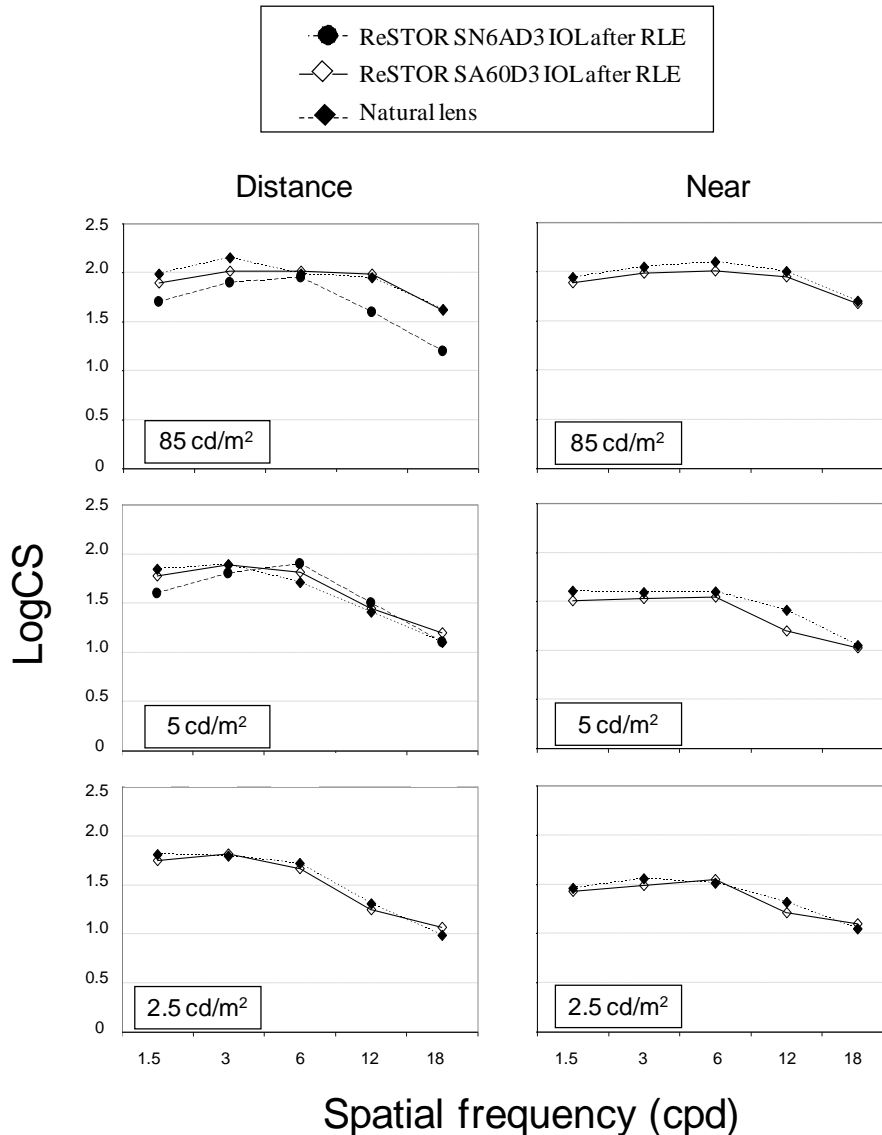 ReSTOR SN6AD3 IOL after RLE
ReSTOR SA60D3 IOL after RLE
Natural lens
Distance
Near
LogCS
2.5
2.0
1.5
1.0
0.5
0
85 cd/m²
85 cd/m²
2.5
2.0
1.5
1.0
0.5
0
5 cd/m²
5 cd/m²
2.5
2.0
1.5
1.0
0.5
0
2.5 cd/m²
2.5 cd/m²
1.5 3 6 12 18
1.5 3 6 12 18
Spatial frequency (cpd)